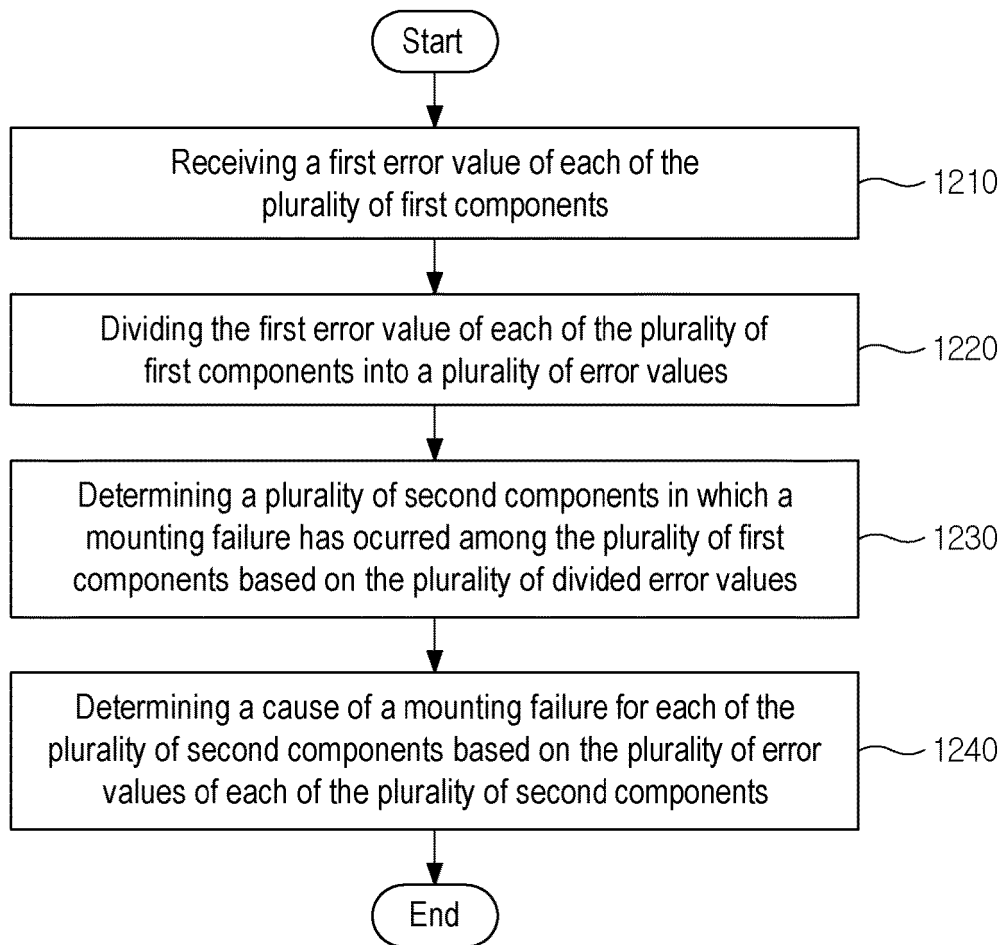 Start
Receiving a first error value of each of the
plurality of first components
1210
Dividing the first error value of each of the plurality of
first components into a plurality of error values
1220
Determining a plurality of second components in which a
mounting failure has ocurred among the plurality of first
components based on the plurality of divided error values
1230
Determining a cause of a mounting failure for each of the
plurality of second components based on the plurality of error
values of each of the plurality of second components
1240
End